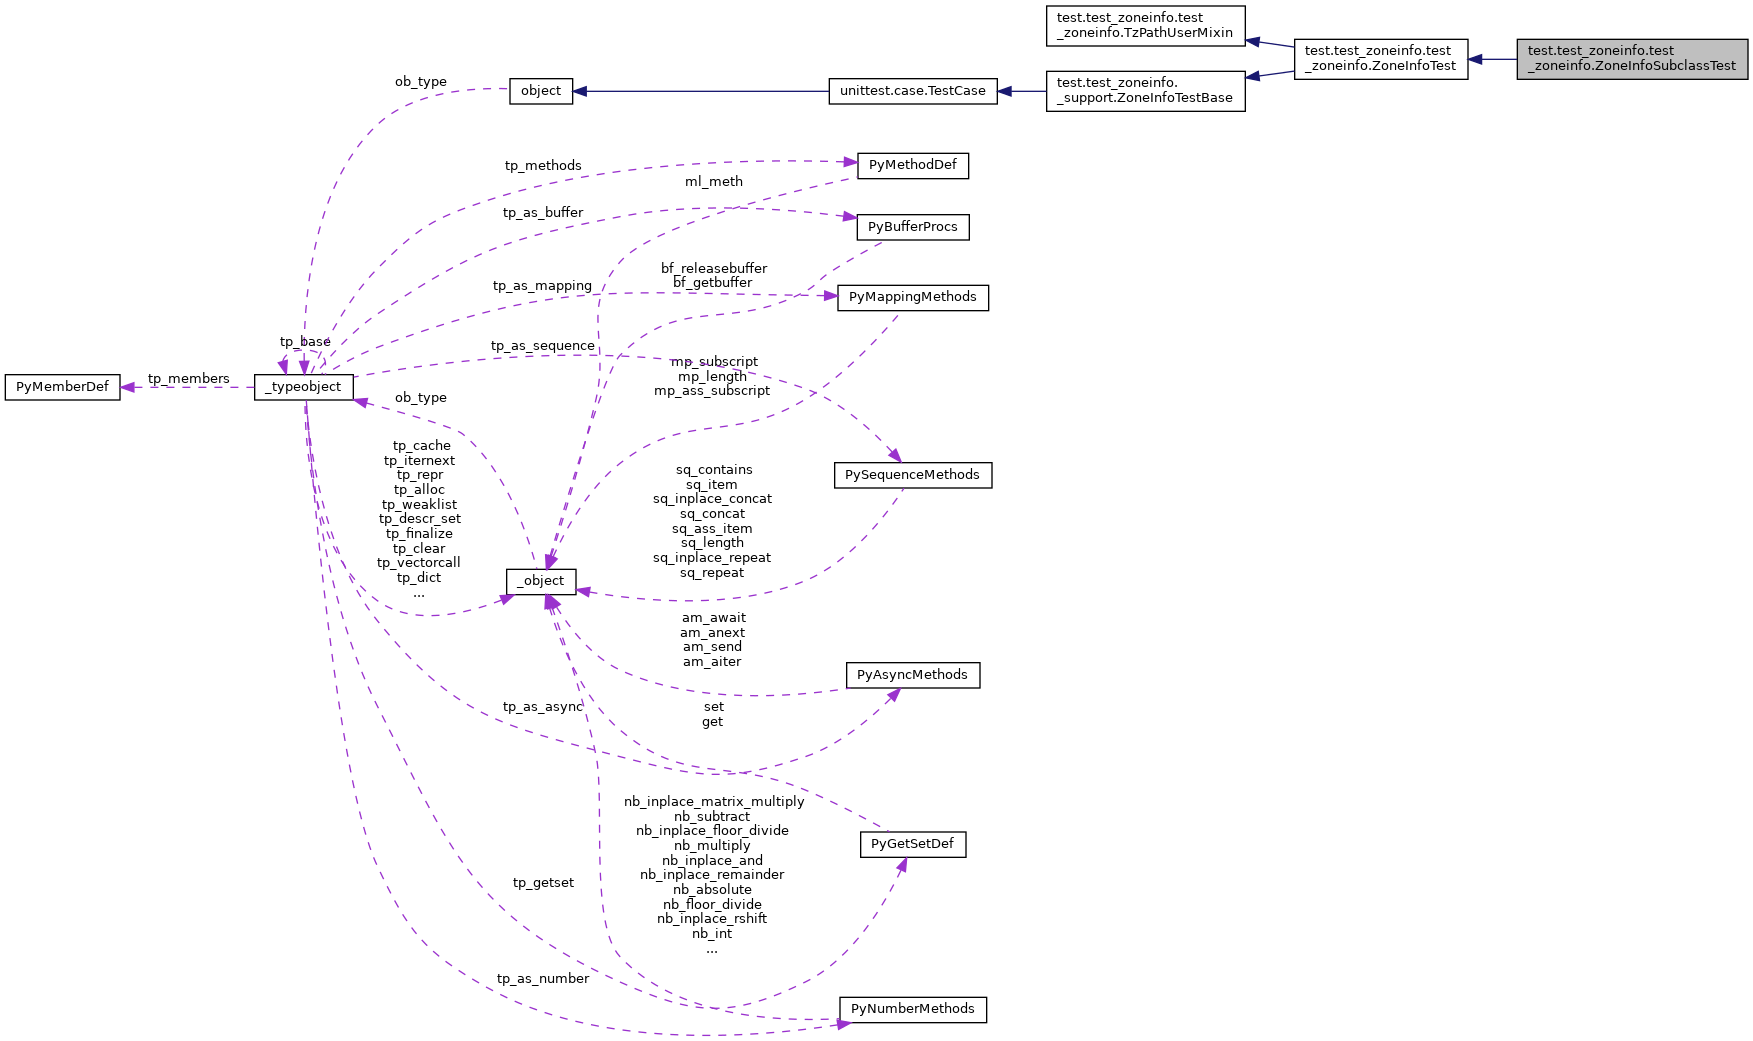 test.test_zoneinfo.test
_zoneinfo.TzPathUserMixin
test.test_zoneinfo.test
_zoneinfo.ZoneInfoTest
test.test_zoneinfo.test
_zoneinfo.ZoneInfoSubclassTest
ob_type
object
unittest.case.TestCase
test.test_zoneinfo.
_support.ZoneInfoTestBase
tp_methods
PyMethodDef
ml_meth
tp_as_buffer
PyBufferProcs
bf_releasebuffer
bf_getbuffer
tp_as_mapping
PyMappingMethods
tp_base
tp_as_sequence
mp_subscript
mp_length
mp_ass_subscript
PyMemberDef
tp_members
_typeobject
ob_type
tp_cache
tp_iternext
tp_repr
tp_alloc
tp_weaklist
tp_descr_set
tp_finalize
tp_clear
tp_vectorcall
tp_dict
...
sq_contains
sq_item
sq_inplace_concat
sq_concat
sq_ass_item
sq_length
sq_inplace_repeat
sq_repeat
PySequenceMethods
_object
am_await
am_anext
am_send
am_aiter
PyAsyncMethods
tp_as_async
set
get
nb_inplace_matrix_multiply
nb_subtract
nb_inplace_floor_divide
nb_multiply
nb_inplace_and
nb_inplace_remainder
nb_absolute
nb_floor_divide
nb_inplace_rshift
nb_int
...
PyGetSetDef
tp_getset
tp_as_number
PyNumberMethods